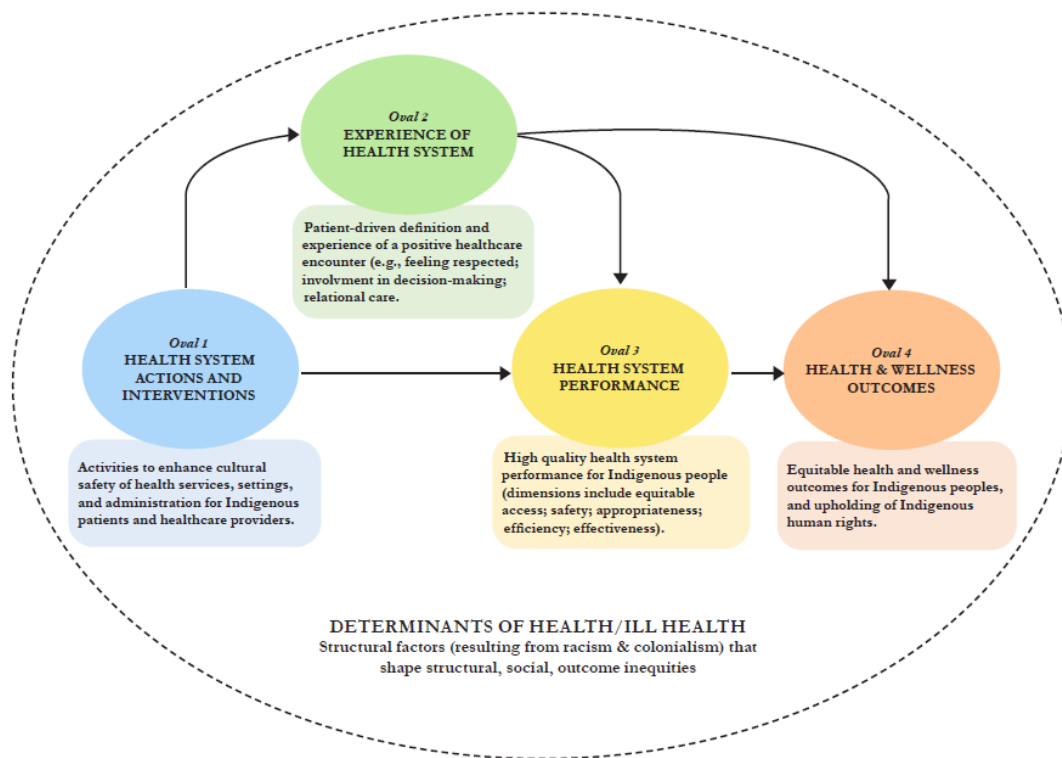 Oval 2
EXPERIENCE OF
HEALTH SYSTEM
Patient-driven definition and
experience of a positive healthcare
encounter (e.g., feeling respected;
involvment in decision-making;
relational care.
Oval 1
HEALTH SYSTEM
ACTIONS AND
INTERVENTIONS
Activities to enhance cultural
safety of health services, settings,
and administration for Indigenous
patients and healthcare providers.
Oval 3
HEALTH SYSTEM
PERFORMANCE
High quality health system
performance for Indigenous people
(dimensions include equitable
access; safety; appropriateness;
efficiency; effectiveness).
Oval 4
HEALTH & WELLNESS
OUTCOMES
Equitable health and wellness
outcomes for Indigenous peoples,
and upholding of Indigenous
human rights.
DETERMINANTS OF HEALTH/ILL HEALTH
Structural factors (resulting from racism & colonialism) that
shape structural, social, outcome inequities